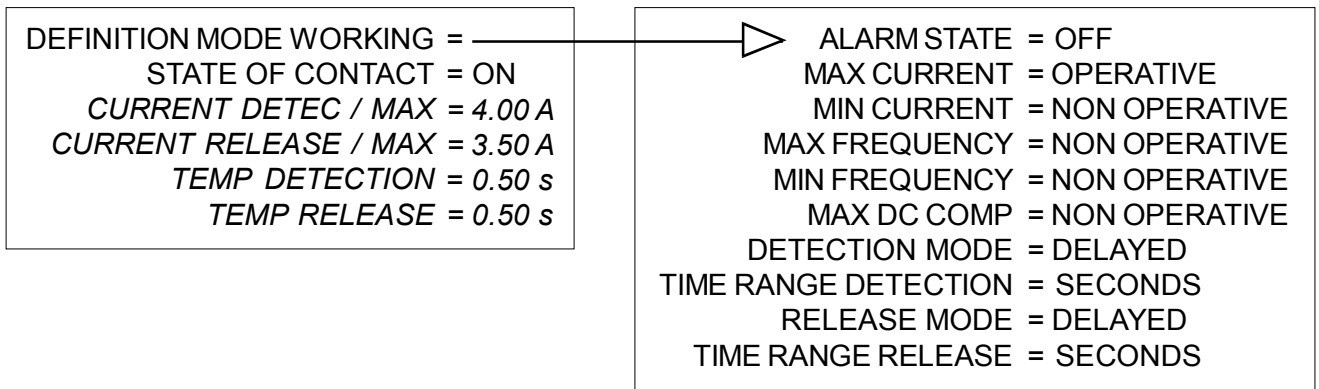 DEFINITION MODE WORKING =
STATE OF CONTACT = ON
CURRENT DETEC / MAX = 4.00 A
CURRENT RELEASE / MAX = 3.50 A
TEMP DETECTION = 0.50 s
TEMP RELEASE = 0.50 s
ALARM STATE = OFF
MAX CURRENT = OPERATIVE
MIN CURRENT = NON OPERATIVE
MAX FREQUENCY = NON OPERATIVE
MIN FREQUENCY = NON OPERATIVE
MAX DC COMP = NON OPERATIVE
DETECTION MODE = DELAYED
TIME RANGE DETECTION = SECONDS
RELEASE MODE = DELAYED
TIME RANGE RELEASE = SECONDS